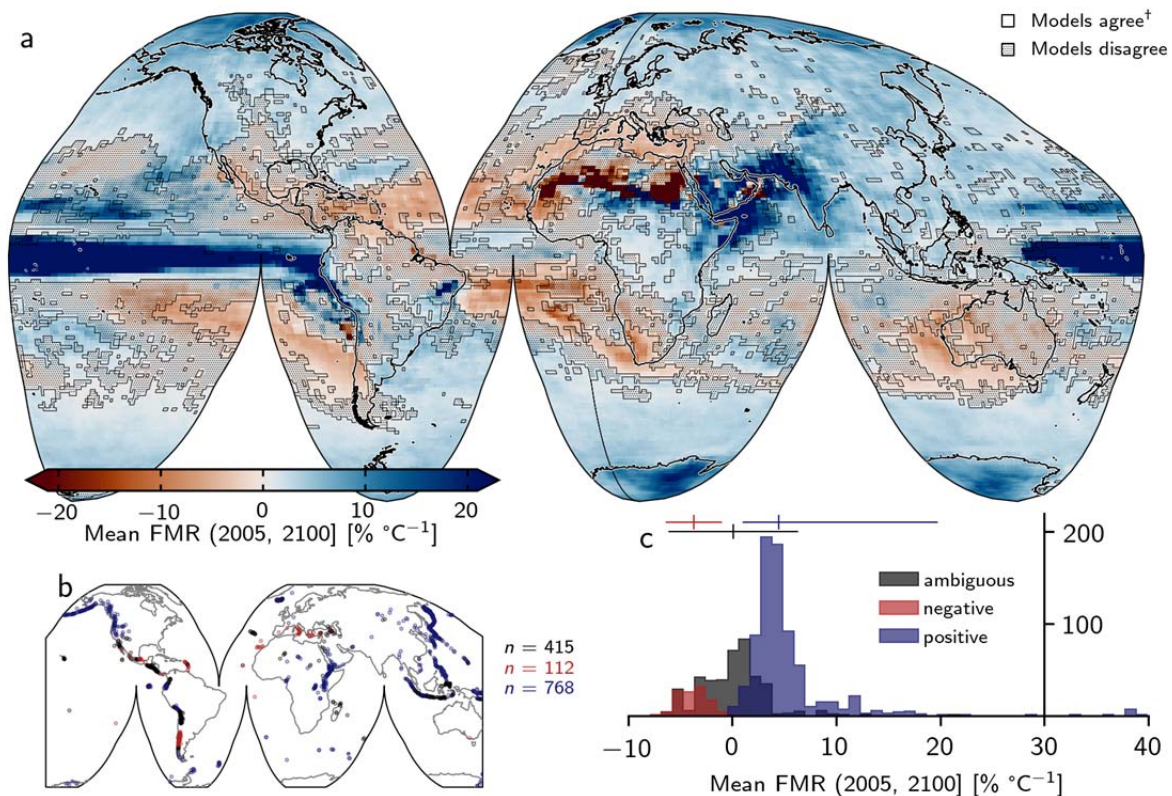 a
Models agree†
Models disagree
−20 −10 0 10 20
Mean FMR (2005, 2100] [% °C−1]
b
n = 415
n = 112
n = 768
c
200
ambiguous
negative
positive
100
−10 0 10 20 30 40
Mean FMR (2005, 2100] [% °C−1]